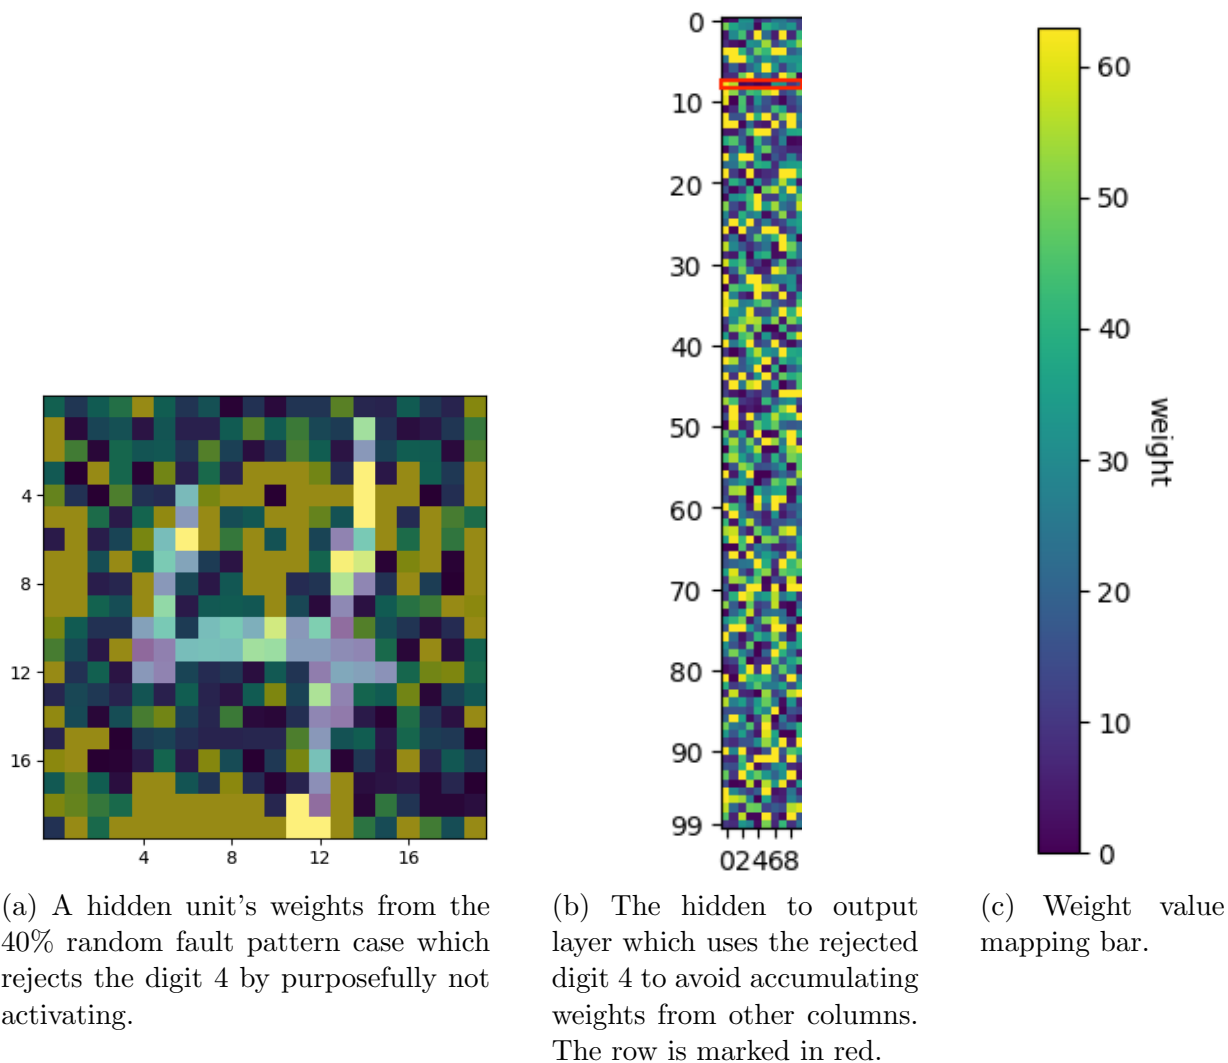 0
10
20
30
40
50
60
70
80
90
99
02468
4
8
12
16
4 8 12 16
60
50
40
30
20
10
0
weight
(a) A hidden unit's weights from the
40% random fault pattern case which
rejects the digit 4 by purposefully not
activating.
(b) The hidden to output
layer which uses the rejected
digit 4 to avoid accumulating
weights from other columns.
The row is marked in red.
(c) Weight value
mapping bar.